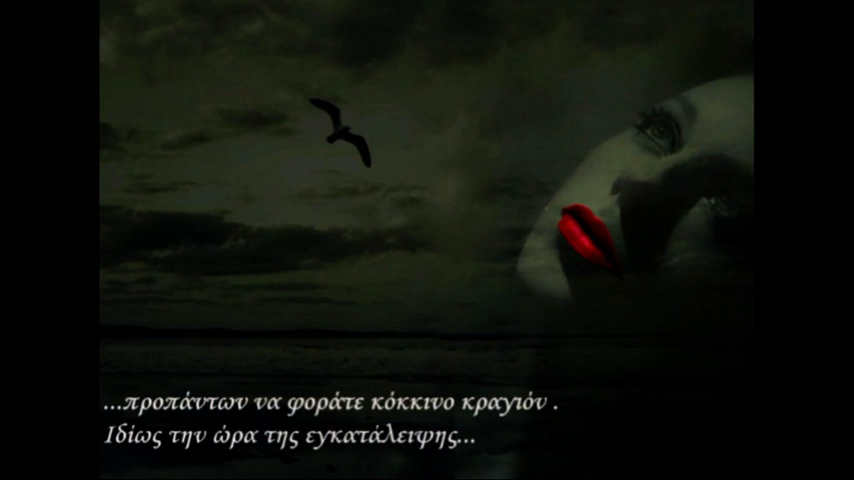 ...προπάντων να φοράτε κόκκινο κραγιόν .
Ιδίως την ώρα της εγκατάλειψης...